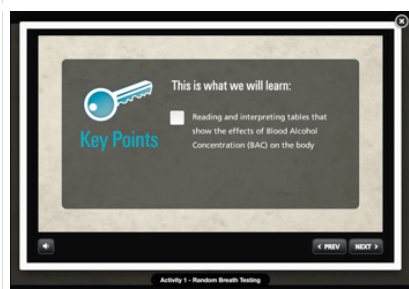 This is what we will learn:
Key Points
Reading and interpreting tables that
show the effects of Blood Alcohol
Concentration (BAC) on the body
PREV
NEXT
Activity 1 - Random Breath Testing